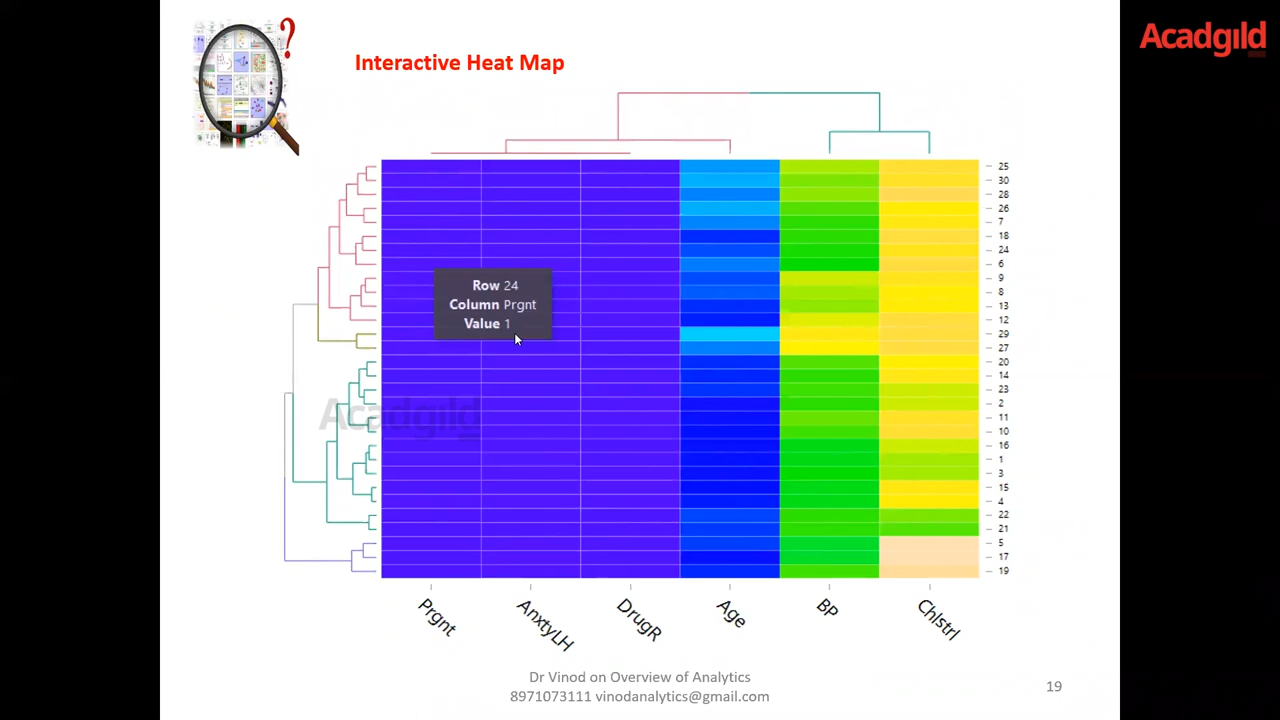 Acadgild
?
Interactive Heat Map
25
30
28
26
7
18
24
6
9
8
13
12
29
27
20
14
23
2
11
10
16
1
3
15
4
22
21
5
17
19
Row 24
Column Prgnt
Value 1
Acadgild
Prgnt
AnxtyLH
DrugR
Age
BP
Chlstrl
Dr Vinod on Overview of Analytics
8971073111 vinodanalytics@gmail.com
19